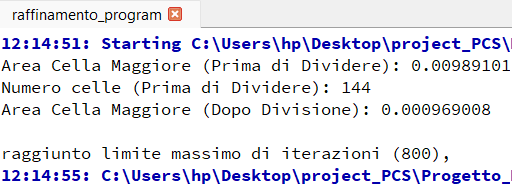 raffinamento_program
12:14:51: Starting C:\Users\hp\Desktop\project_PCS\
Area Cella Maggiore (Prima di Dividere): 0.00989101
Numero celle (Prima di Dividere): 144
Area Cella Maggiore (Dopo Divisione): 0.000969008
raggiunto limite massimo di iterazioni (800),
12:14:55: C:\Users\hp\Desktop\project_PCS\Progetto_